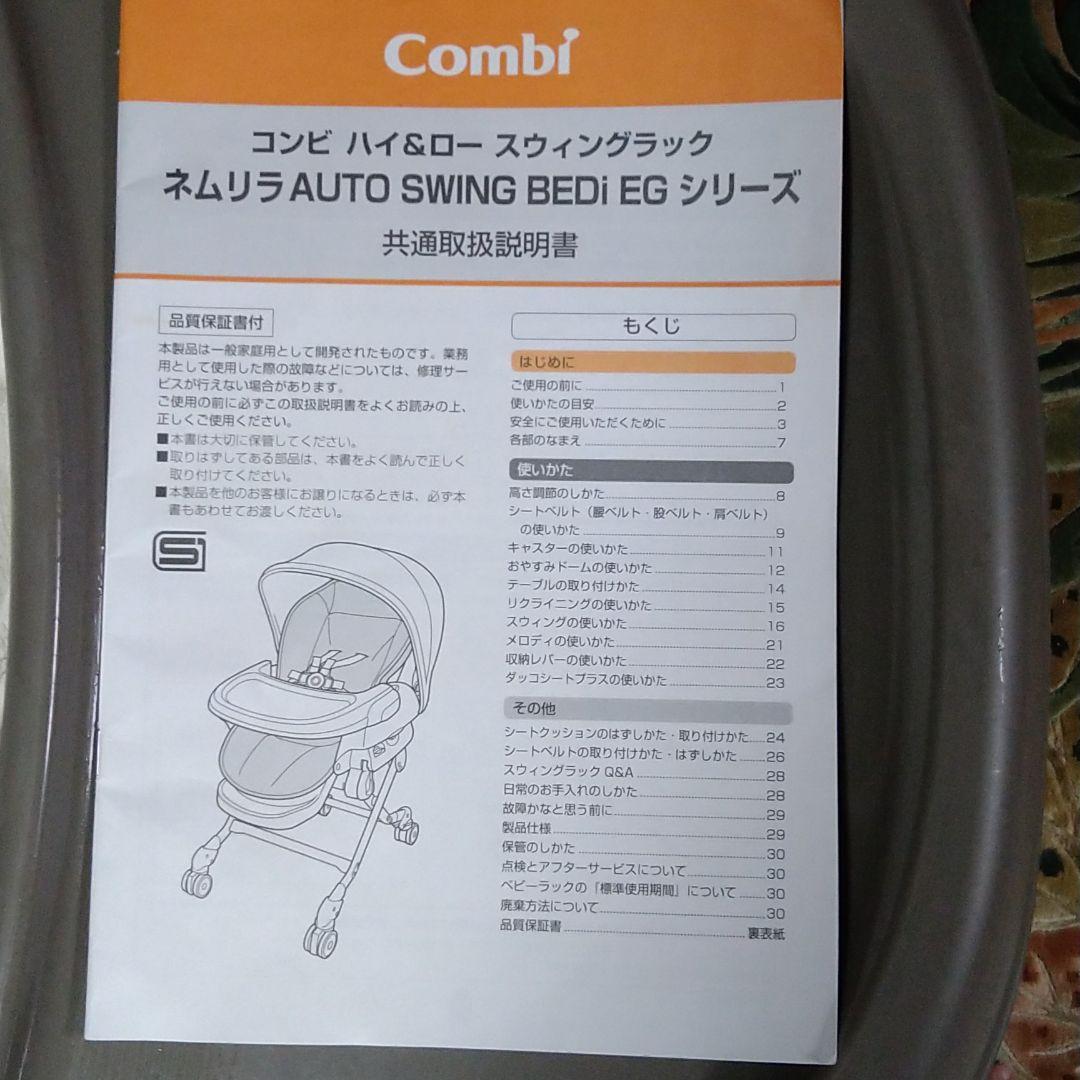 Combi
コンビ ハイ&ロー スウィングラック
ネムリラ AUTO SWING BEDi EG シリーズ
共通取扱説明書
品質保証書付
本製品は一般家庭用として開発されたものです。業務
用として使用した際の故障などについては、修理サー
ビスが行えない場合があります。
ご使用の前に必ずこの取扱説明書をよくお読みの上、
正しくご使用ください。
■本書は大切に保管してください。
■取りはずしてある部品は、本書をよく読んで正しく
取り付けてください。
■本製品を他のお客様にお譲りになるときは、必ず本
書もあわせてお渡しください。
もくじ
はじめに
ご使用の前に 1
使いかたの目安 2
安全にご使用いただくために 3
各部のなまえ 7
使いかた
高さ調節のしかた 8
シートベルト（腰ベルト・股ベルト・肩ベルト）
の使いかた 9
キャスターの使いかた 11
おやすみドームの使いかた 12
テーブルの取り付けかた 14
リクライニングの使いかた 15
スウィングの使いかた 16
メロディの使いかた 21
収納レバーの使いかた 22
ダッコシートプラスの使いかた 23
その他
シートクッションのはずしかた・取り付けかた 24
シートベルトの取り付けかた・はずしかた 26
スウィングラック Q&A 28
日常のお手入れのしかた 28
故障かなと思う前に 29
製品仕様 29
保管のしかた 30
点検とアフターサービスについて 30
ベビーラックの「標準使用期間」について 30
廃棄方法について 30
品質保証書 裏表紙